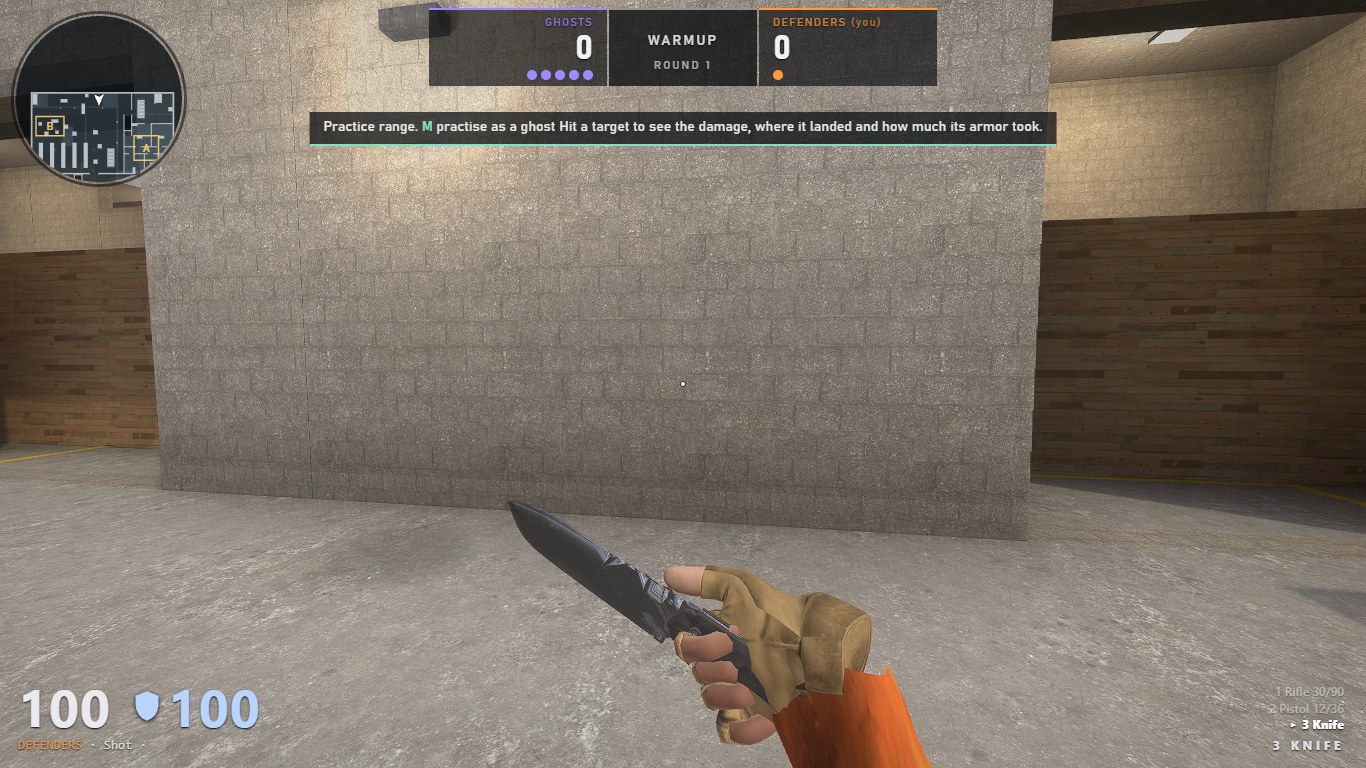 GHOSTS
0
WARMUP
ROUND 1
DEFENDERS (you)
0
Practice range. M practise as a ghost Hit a target to see the damage, where it landed and how much its armor took.
B
A
100 100
DEFENDERS · Shot ·
1 Rifle 30/90
2 Pistol 12/36
▸ 3 Knife
3 KNIFE